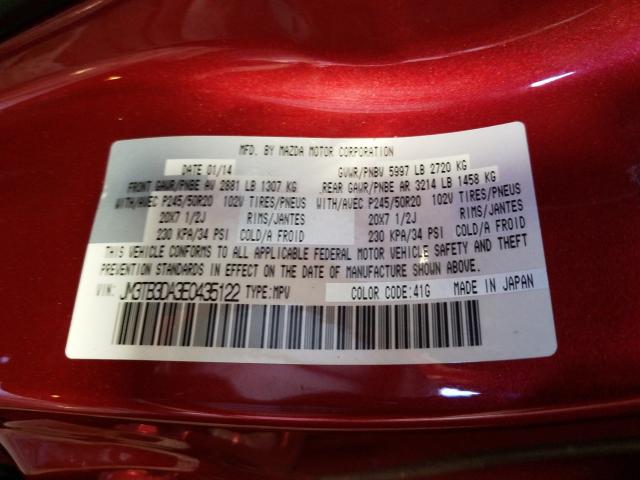 MFD. BY MAZDA MOTOR CORPORATION
DATE 01/14 GVWR/PNBV 5997 LB 2720 KG
FRONT GAWR/PNBE AV 2881 LB 1307 KG REAR GAWR/PNBE AR 3214 LB 1458 KG
WITH/AVEC P245/50R20 102V TIRES/PNEUS WITH/AVEC P245/50R20 102V TIRES/PNEUS
20X7 1/2J RIMS/JANTES 20X7 1/2J RIMS/JANTES
230 KPA/34 PSI COLD/A FROID 230 KPA/34 PSI COLD/A FROID
THIS VEHICLE CONFORMS TO ALL APPLICABLE FEDERAL MOTOR VEHICLE SAFETY AND THEFT
PREVENTION STANDARDS IN EFFECT ON THE DATE OF MANUFACTURE SHOWN ABOVE.
VIN: JM3TB3DA3E0435122 TYPE:MPV COLOR CODE:41G MADE IN JAPAN